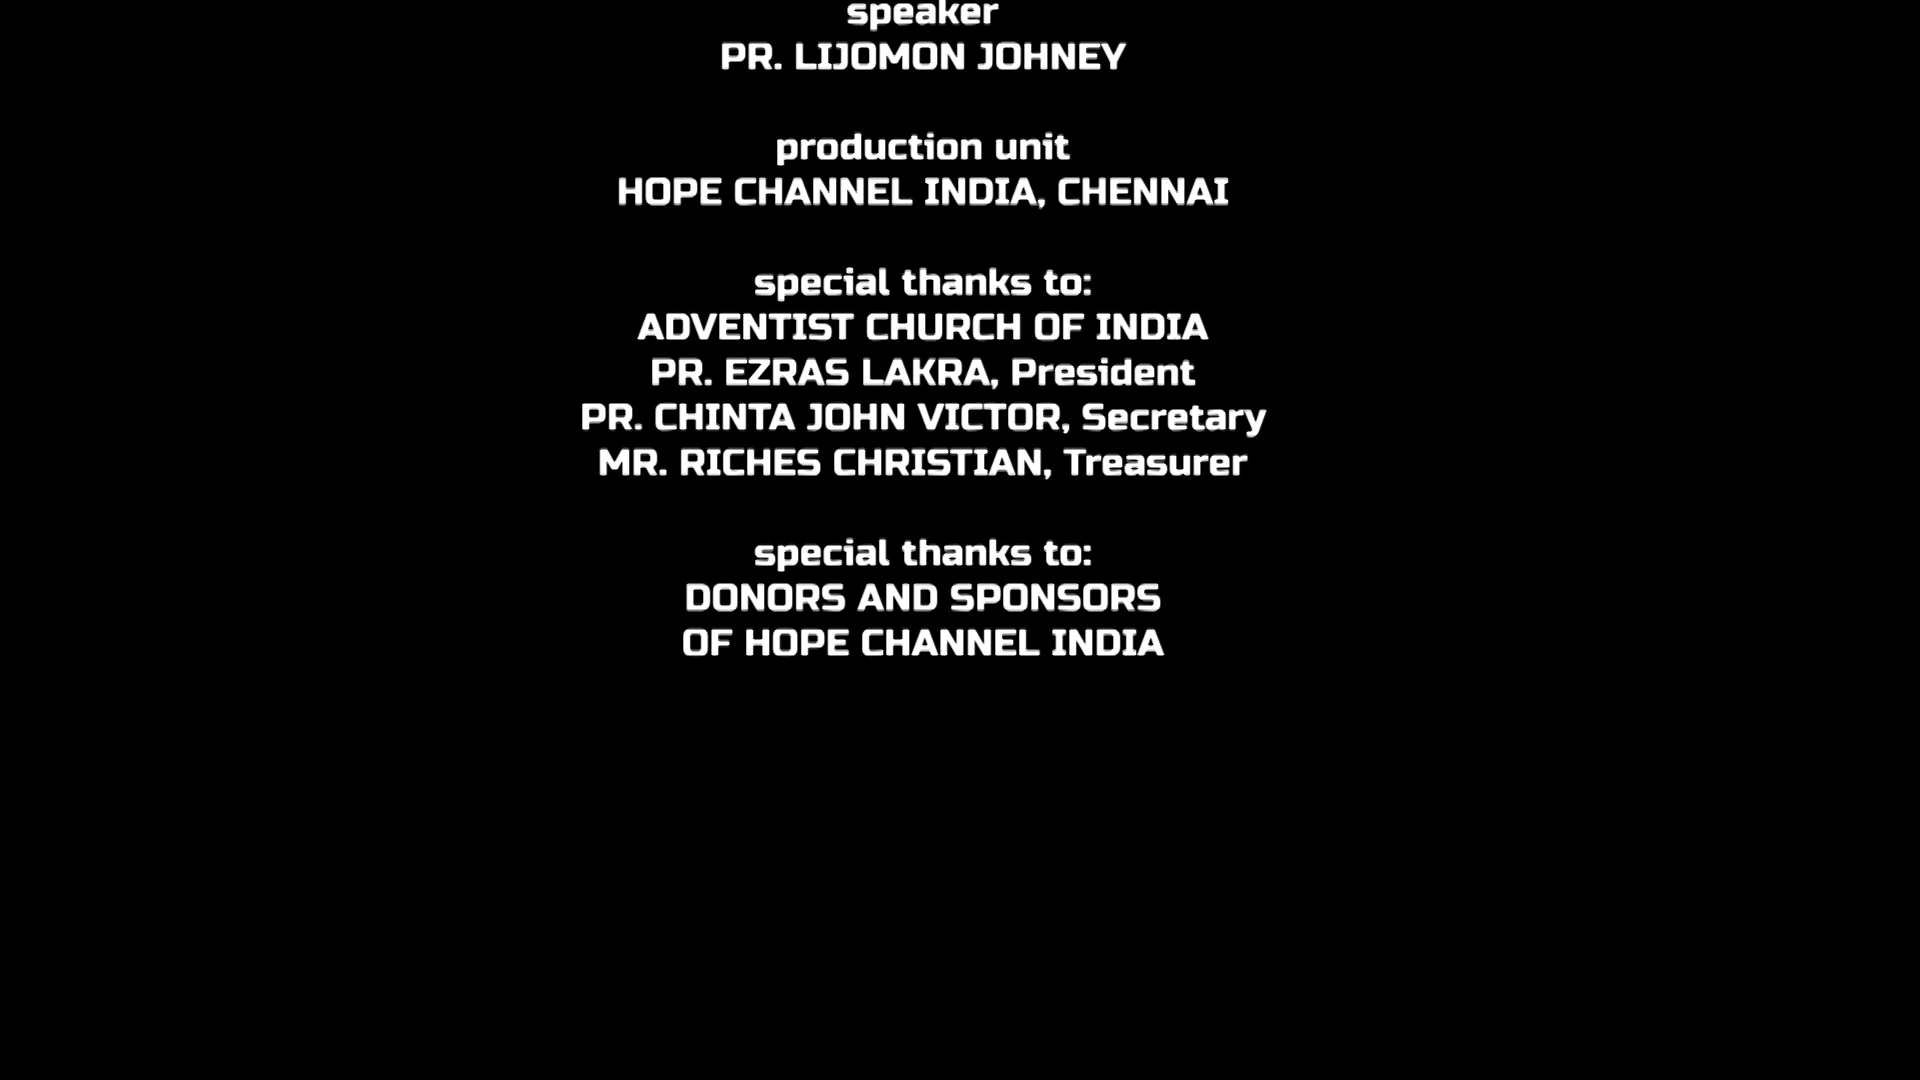 speaker
PR. LIJOMON JOHNEY
production unit
HOPE CHANNEL INDIA, CHENNAI
special thanks to:
ADVENTIST CHURCH OF INDIA
PR. EZRAS LAKRA, President
PR. CHINTA JOHN VICTOR, Secretary
MR. RICHES CHRISTIAN, Treasurer
special thanks to:
DONORS AND SPONSORS
OF HOPE CHANNEL INDIA